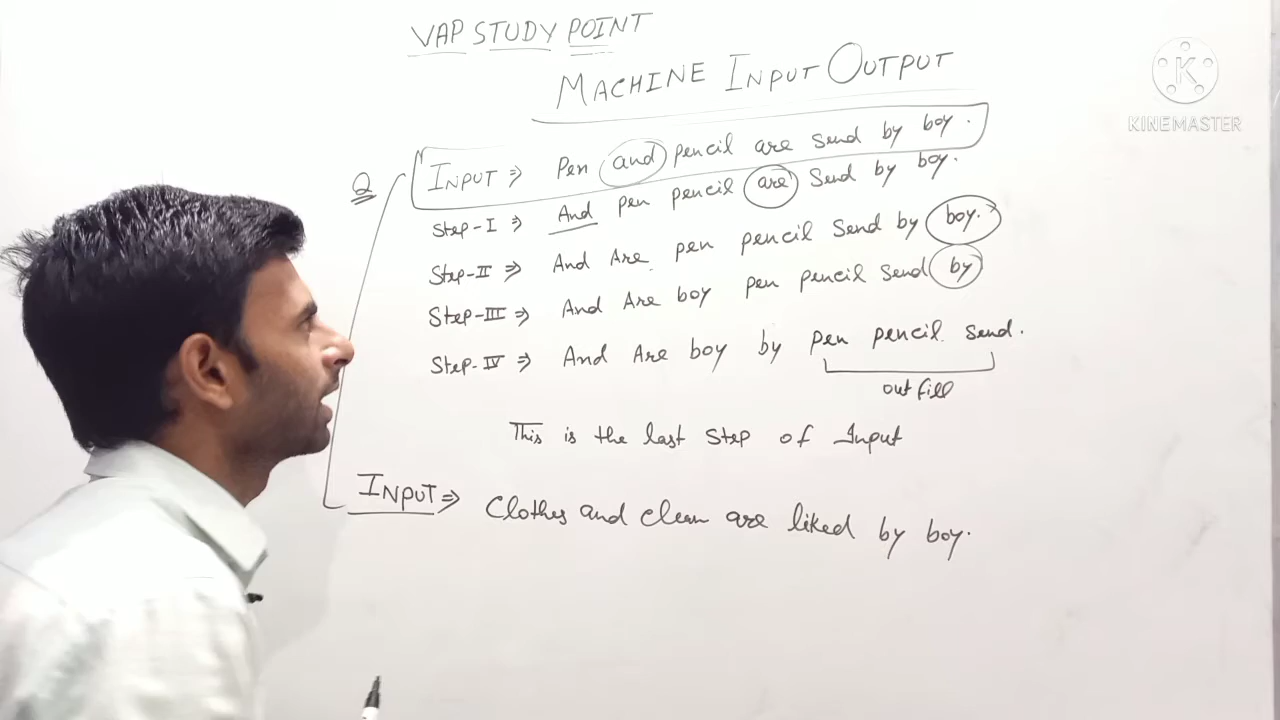 VAP STUDY POINT
MACHINE INPUT OUTPUT
KINEMASTER
Q INPUT ⇒ Pen and pencil are send by boy.
Step-I ⇒ And pen pencil are send by boy.
Step-II ⇒ And Are pen pencil send by boy.
Step-III ⇒ And Are boy pen pencil send by
Step-IV ⇒ And Are boy by pen pencil send.
out fill
This is the last step of Input
INPUT ⇒ Clothes and clean are liked by boy.